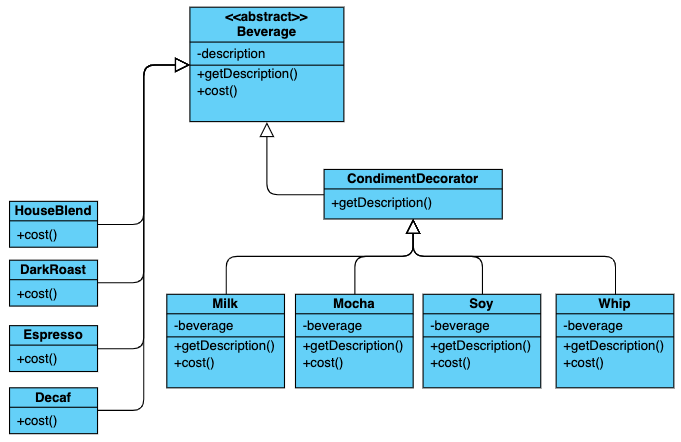 <<abstract>>
Beverage
-description
+getDescription()
+cost()
CondimentDecorator
+getDescription()
HouseBlend
+cost()
DarkRoast
+cost()
Espresso
+cost()
Decaf
+cost()
Milk
-beverage
+getDescription()
+cost()
Mocha
-beverage
+getDescription()
+cost()
Soy
-beverage
+getDescription()
+cost()
Whip
-beverage
+getDescription()
+cost()